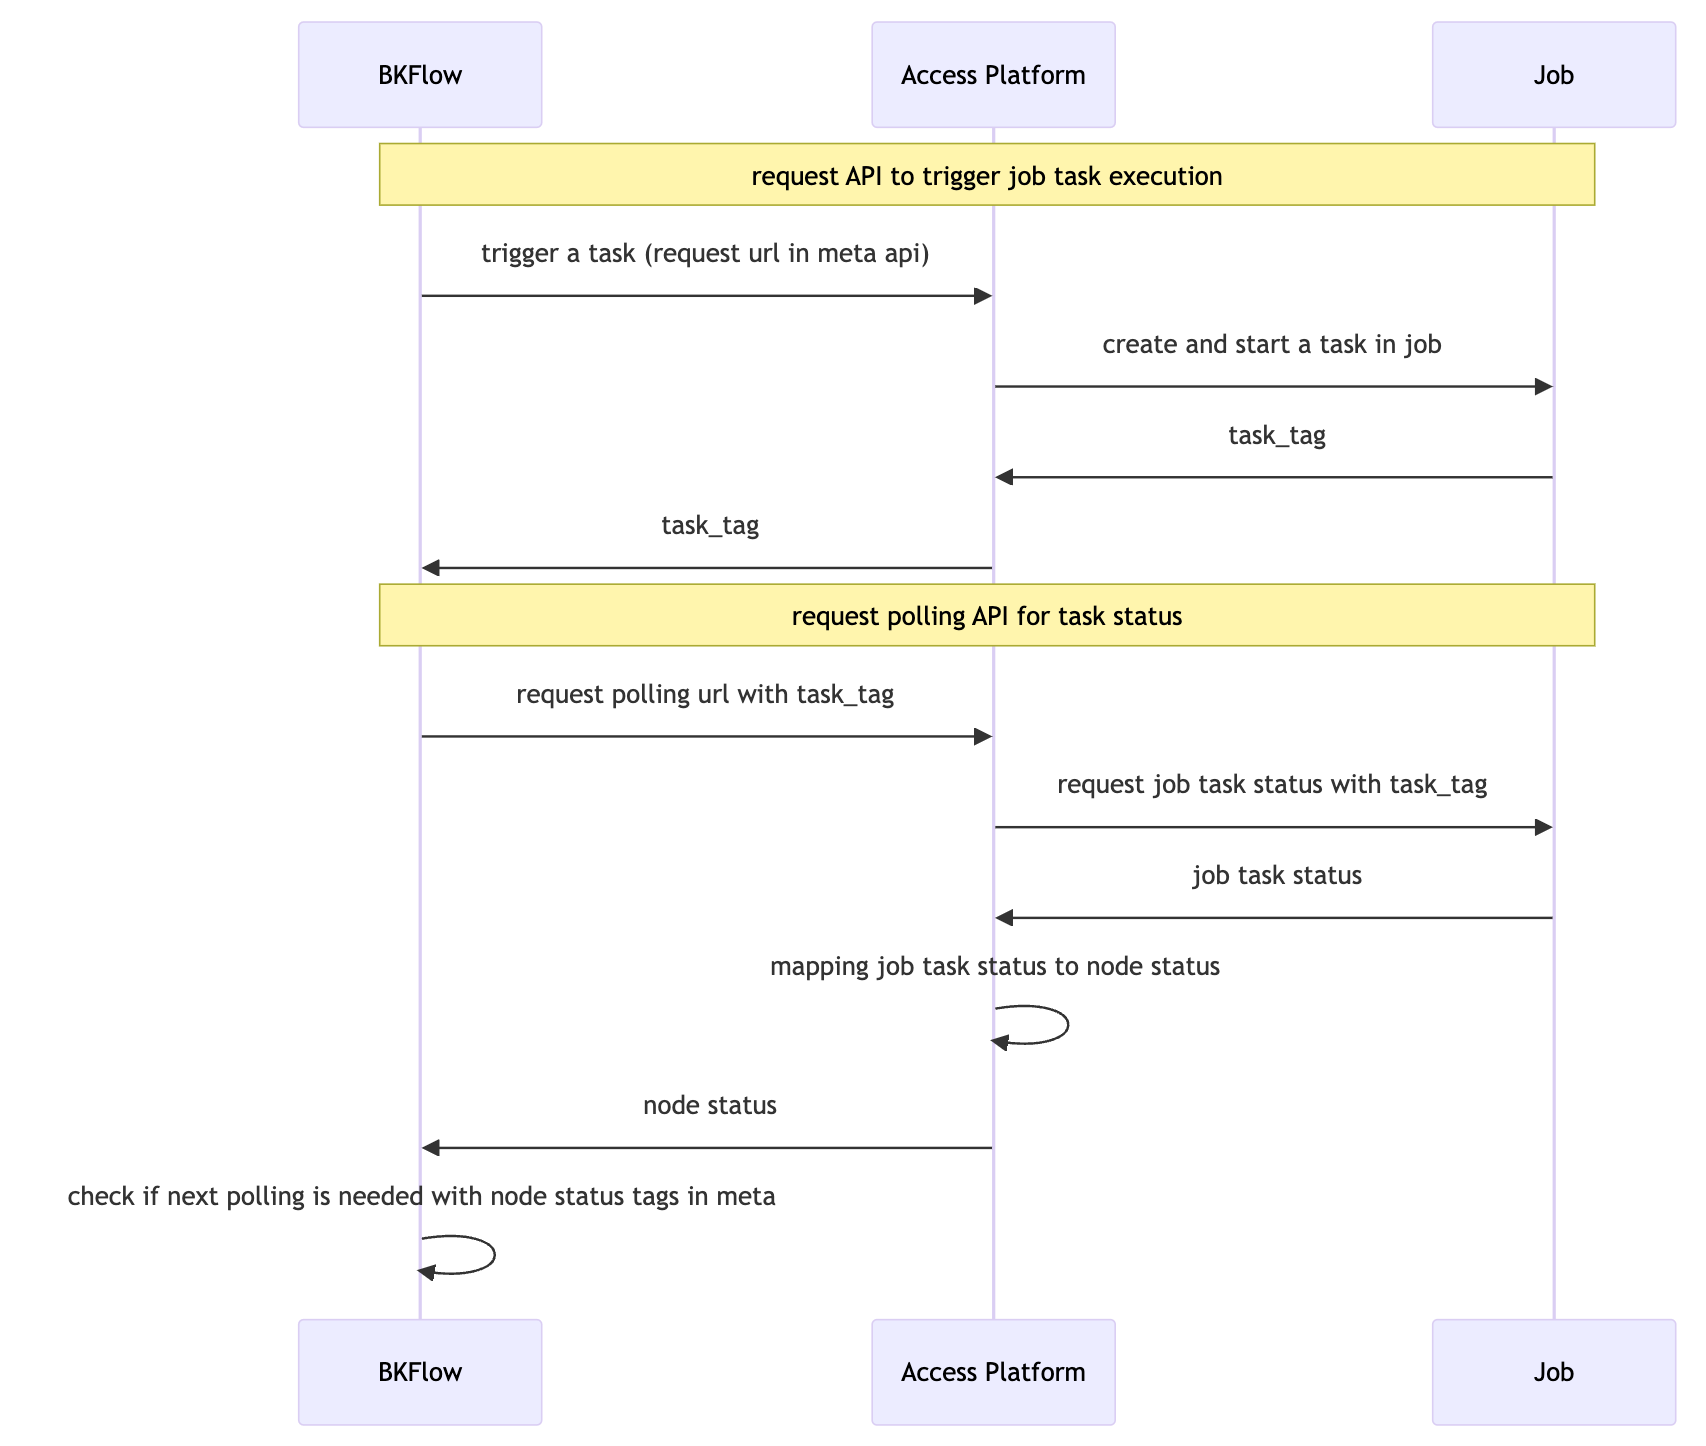 BKFlow
Access Platform
Job
request API to trigger job task execution
trigger a task (request url in meta api)
create and start a task in job
task_tag
task_tag
request polling API for task status
request polling url with task_tag
request job task status with task_tag
job task status
mapping job task status to node status
node status
check if next polling is needed with node status tags in meta
BKFlow
Access Platform
Job